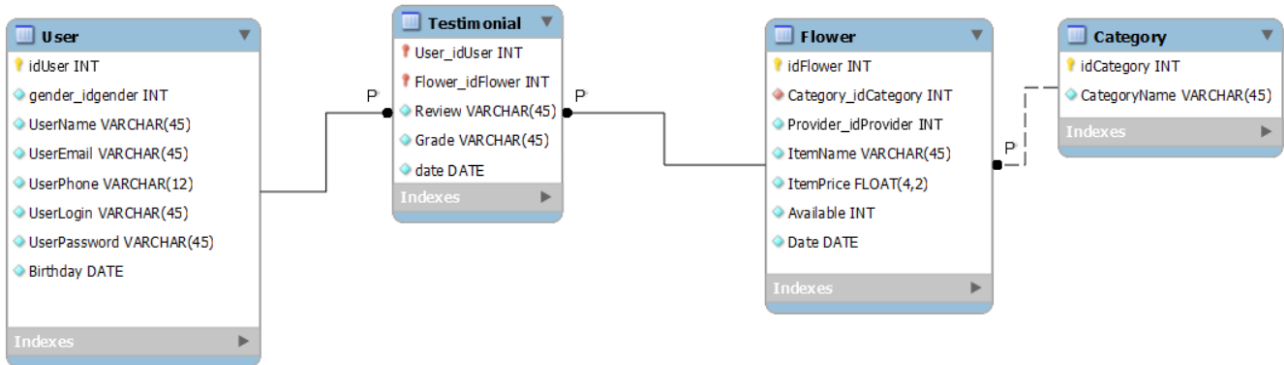 User
idUser INT
gender_idgender INT
UserName VARCHAR(45)
UserEmail VARCHAR(45)
UserPhone VARCHAR(12)
UserLogin VARCHAR(45)
UserPassword VARCHAR(45)
Birthday DATE
Indexes
Testimonial
User_idUser INT
Flower_idFlower INT
Review VARCHAR(45)
Grade VARCHAR(45)
date DATE
Indexes
P
P
Flower
idFlower INT
Category_idCategory INT
Provider_idProvider INT
ItemName VARCHAR(45)
ItemPrice FLOAT(4,2)
Available INT
Date DATE
Indexes
P
Category
idCategory INT
CategoryName VARCHAR(45)
Indexes